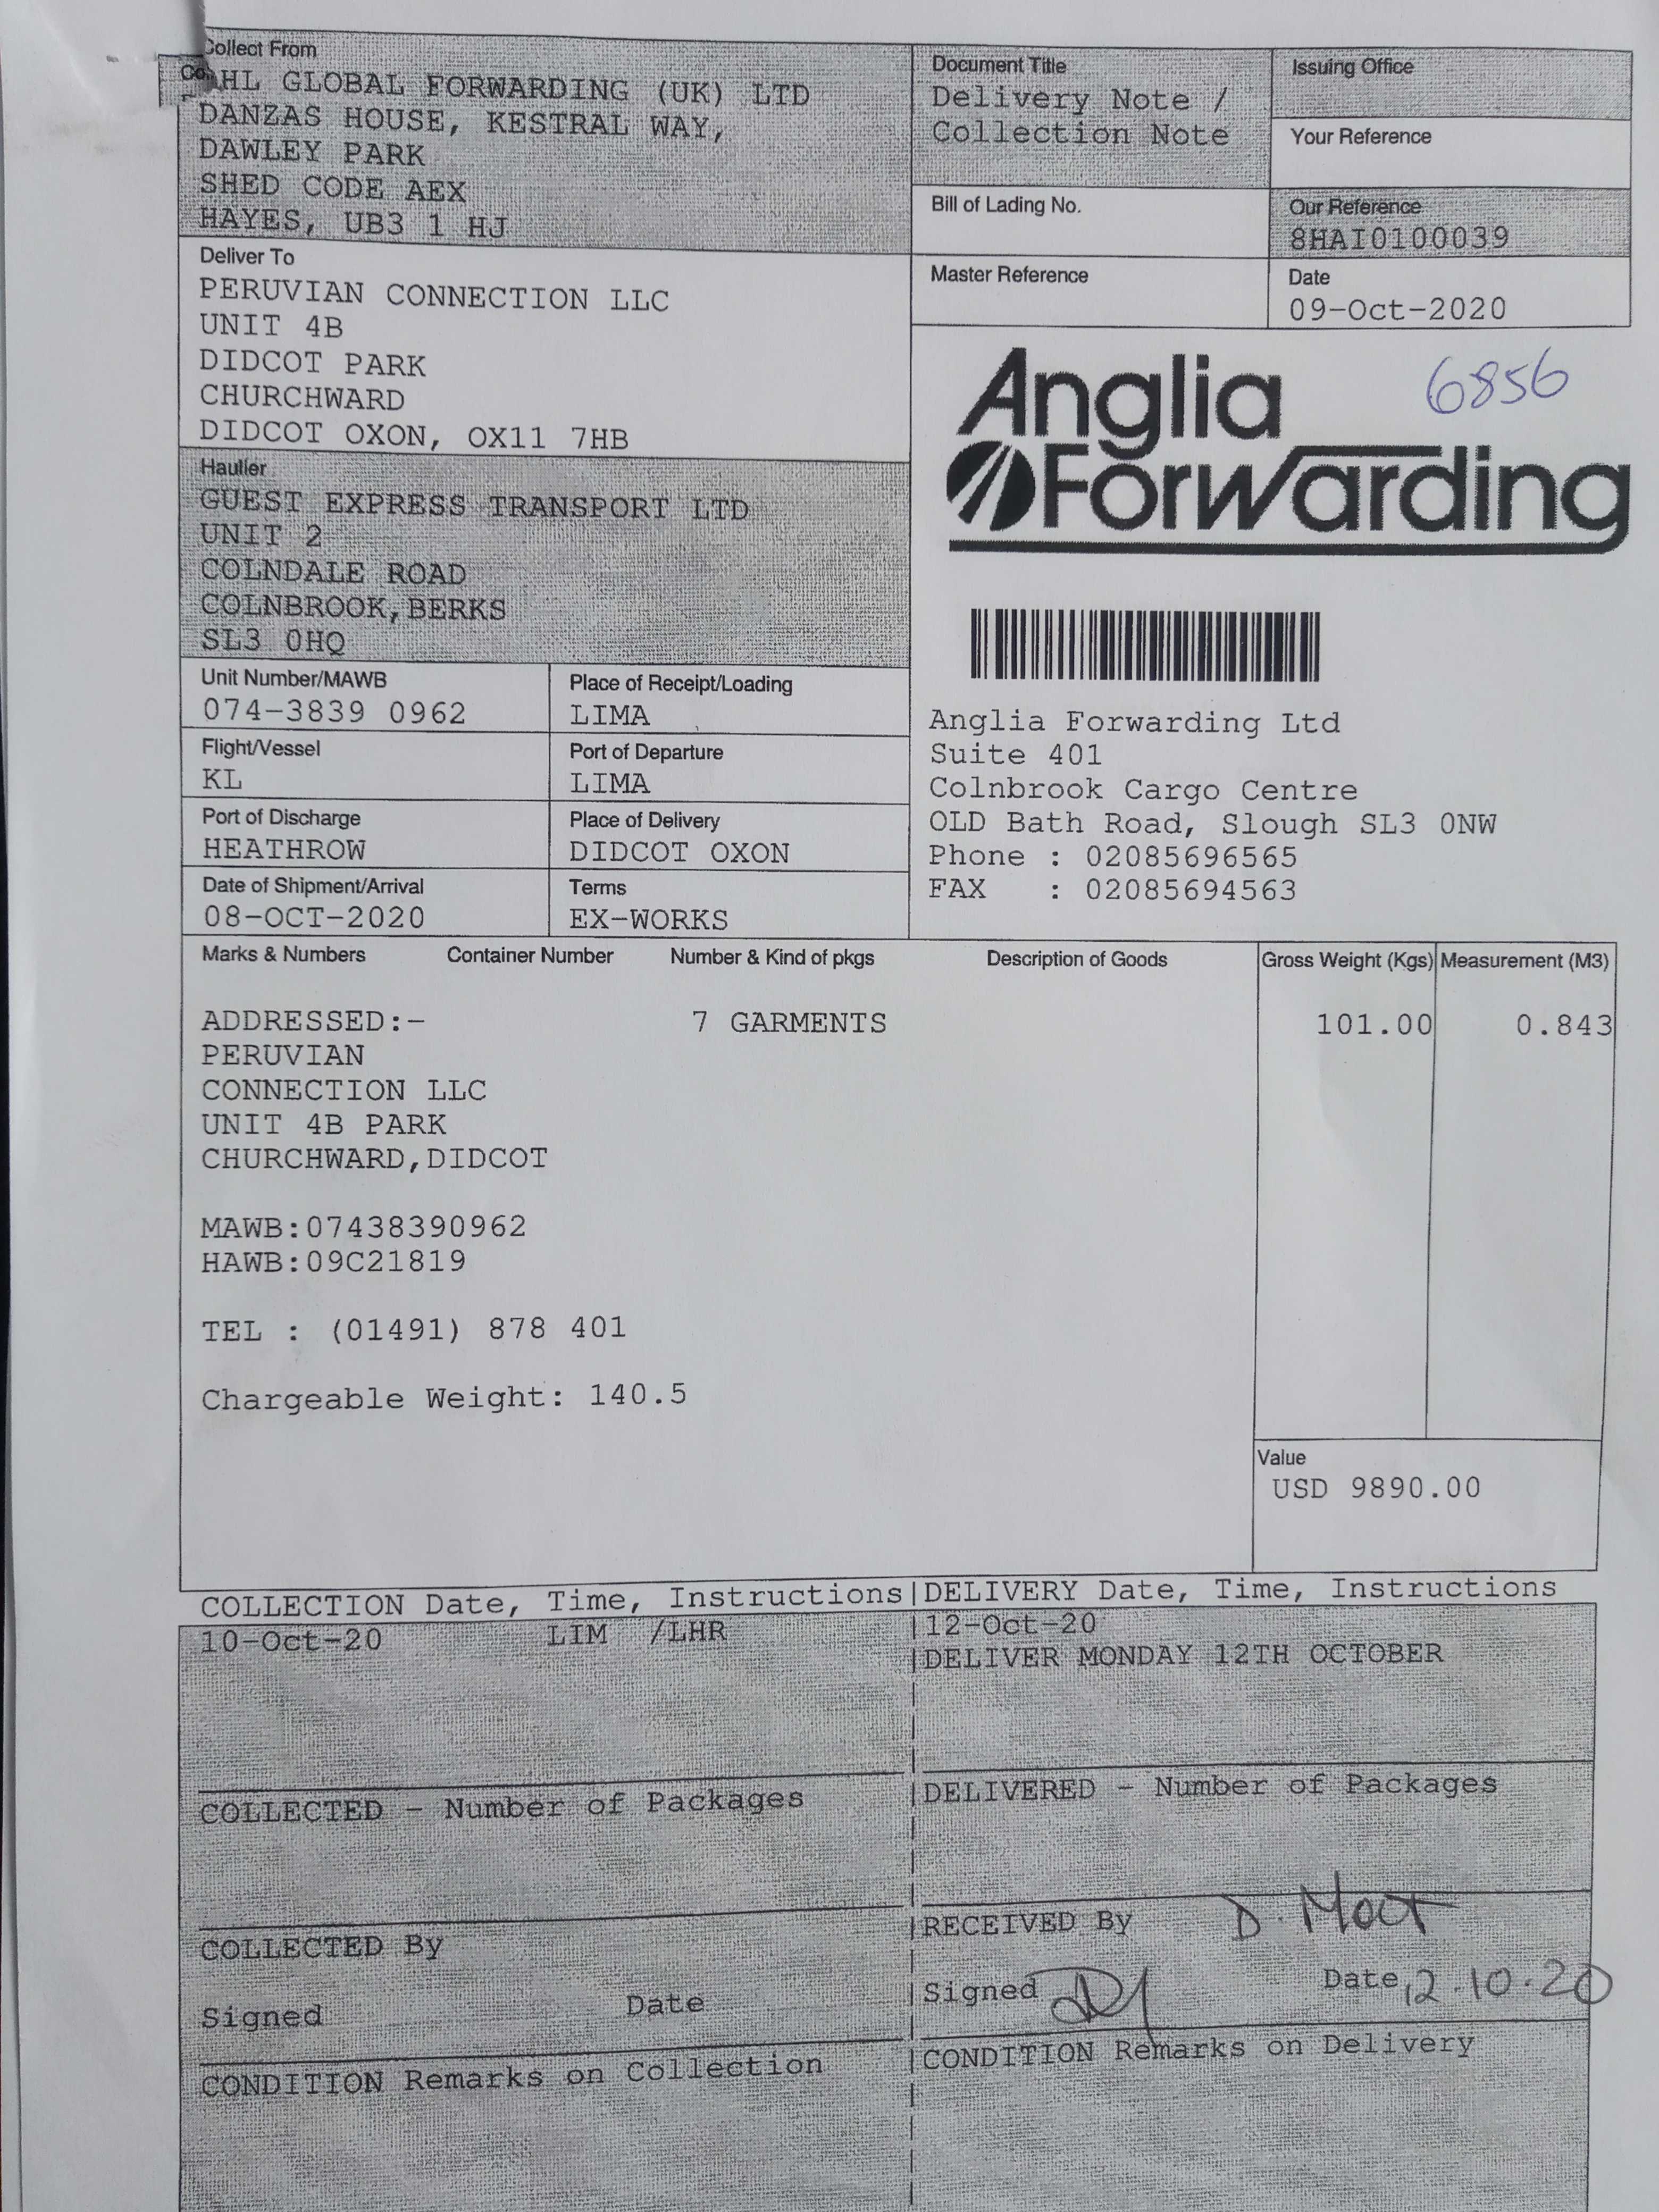 Collect From
HL GLOBAL FORWARDING (UK) LTD
DANZAS HOUSE, KESTRAL WAY,
DAWLEY PARK
SHED CODE AEX
HAYES, UB3 1 HJ
Document Title
Delivery Note /
Collection Note
Issuing Office
Your Reference
Bill of Lading No.
Our Reference
8HAI0100039
Master Reference
Date
09-Oct-2020
Deliver To
PERUVIAN CONNECTION LLC
UNIT 4B
DIDCOT PARK
CHURCHWARD
DIDCOT OXON, OX11 7HB
6856
Anglia
Forwarding
Haulier
GUEST EXPRESS TRANSPORT LTD
UNIT 2
COLNDALE ROAD
COLNBROOK,BERKS
SL3 0HQ
Unit Number/MAWB
074-3839 0962
Place of Receipt/Loading
LIMA
Flight/Vessel
KL
Port of Departure
LIMA
Port of Discharge
HEATHROW
Place of Delivery
DIDCOT OXON
Date of Shipment/Arrival
08-OCT-2020
Terms
EX-WORKS
Anglia Forwarding Ltd
Suite 401
Colnbrook Cargo Centre
OLD Bath Road, Slough SL3 0NW
Phone : 02085696565
FAX : 02085694563
Marks & Numbers Container Number Number & Kind of pkgs Description of Goods Gross Weight (Kgs) Measurement (M3)
ADDRESSED:- 7 GARMENTS 101.00 0.843
PERUVIAN
CONNECTION LLC
UNIT 4B PARK
CHURCHWARD,DIDCOT
MAWB:07438390962
HAWB:09C21819
TEL : (01491) 878 401
Chargeable Weight: 140.5
Value
USD 9890.00
COLLECTION Date, Time, Instructions|DELIVERY Date, Time, Instructions
10-Oct-20 LIM /LHR |12-Oct-20
|DELIVER MONDAY 12TH OCTOBER
COLLECTED - Number of Packages |DELIVERED - Number of Packages
COLLECTED By |RECEIVED By D.
Signed Date |Signed Date 12.10.20
CONDITION Remarks on Collection |CONDITION Remarks on Delivery